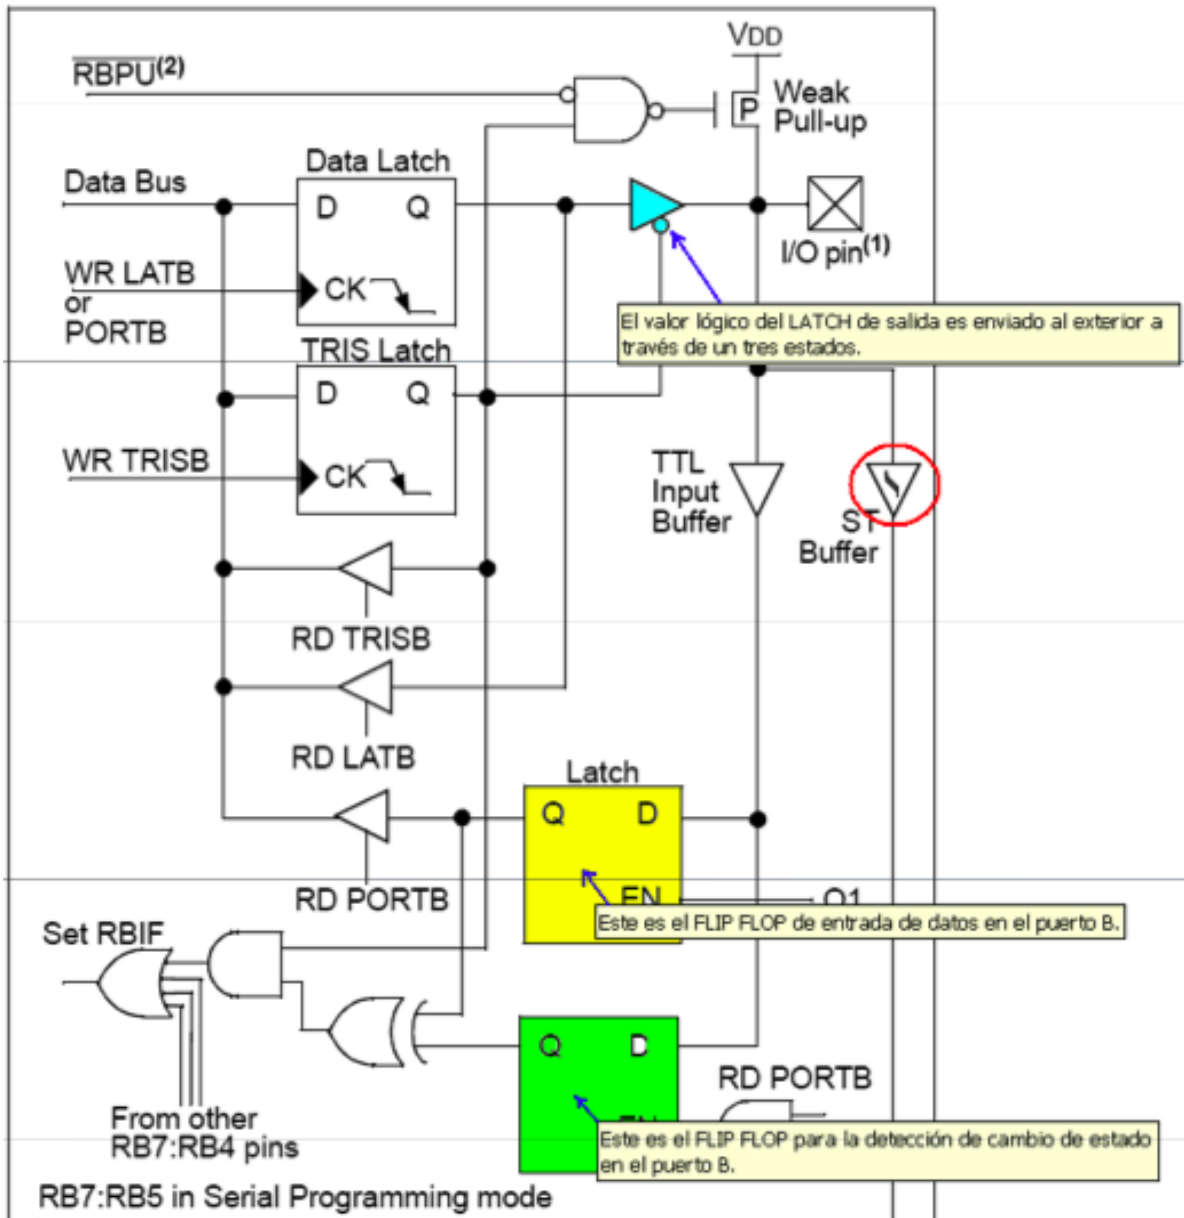 VDD
RBPU(2)
Weak
Pull-up
P
Data Latch
Data Bus
D Q
I/O pin(1)
WR LATB
or
PORTB
CK
El valor lógico del LATCH de salida es enviado al exterior a
través de un tres estados.
TRIS Latch
D Q
WR TRISB
CK
TTL
Input
Buffer
ST
Buffer
RD TRISB
RD LATB
Latch
Q D
EN
Q1
RD PORTB
Este es el FLIP FLOP de entrada de datos en el puerto B.
Set RBIF
Q D
RD PORTB
EN
From other
RB7:RB4 pins
Este es el FLIP FLOP para la detección de cambio de estado
en el puerto B.
RB7:RB5 in Serial Programming mode